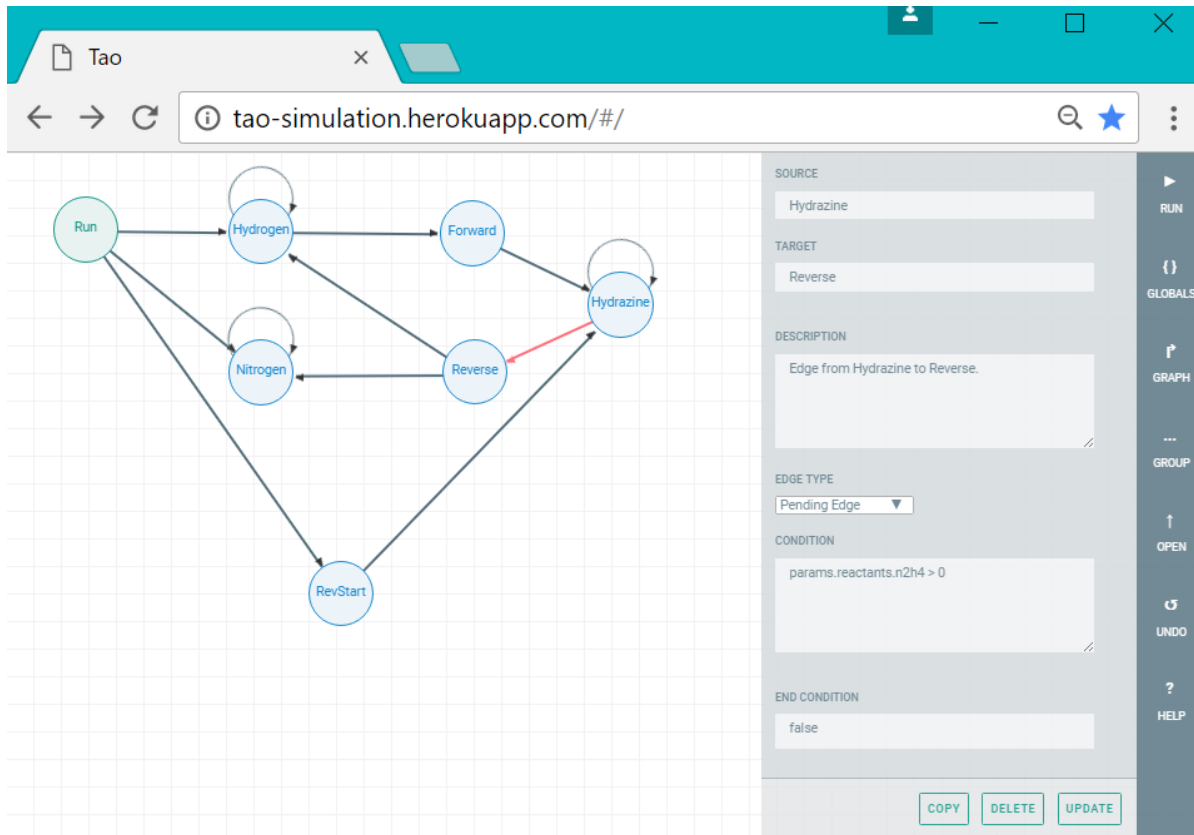 Tao
tao-simulation.herokuapp.com/#/
Run
Hydrogen
Forward
Hydrazine
Nitrogen
Reverse
RevStart
SOURCE
Hydrazine
TARGET
Reverse
DESCRIPTION
Edge from Hydrazine to Reverse.
EDGE TYPE
Pending Edge
CONDITION
params.reactants.n2h4 > 0
END CONDITION
false
COPY DELETE UPDATE
RUN
{ }
GLOBALS
GRAPH
...
GROUP
OPEN
UNDO
?
HELP